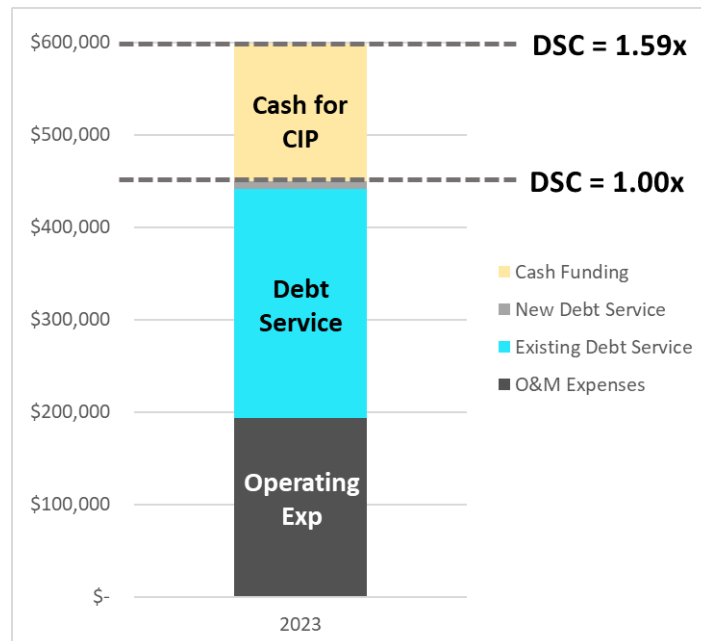 $600,000
DSC = 1.59x
Cash for
CIP
$500,000
DSC = 1.00x
$400,000
Cash Funding
Debt
Service
New Debt Service
$300,000
Existing Debt Service
O&M Expenses
$200,000
Operating
Exp
$100,000
$-
2023